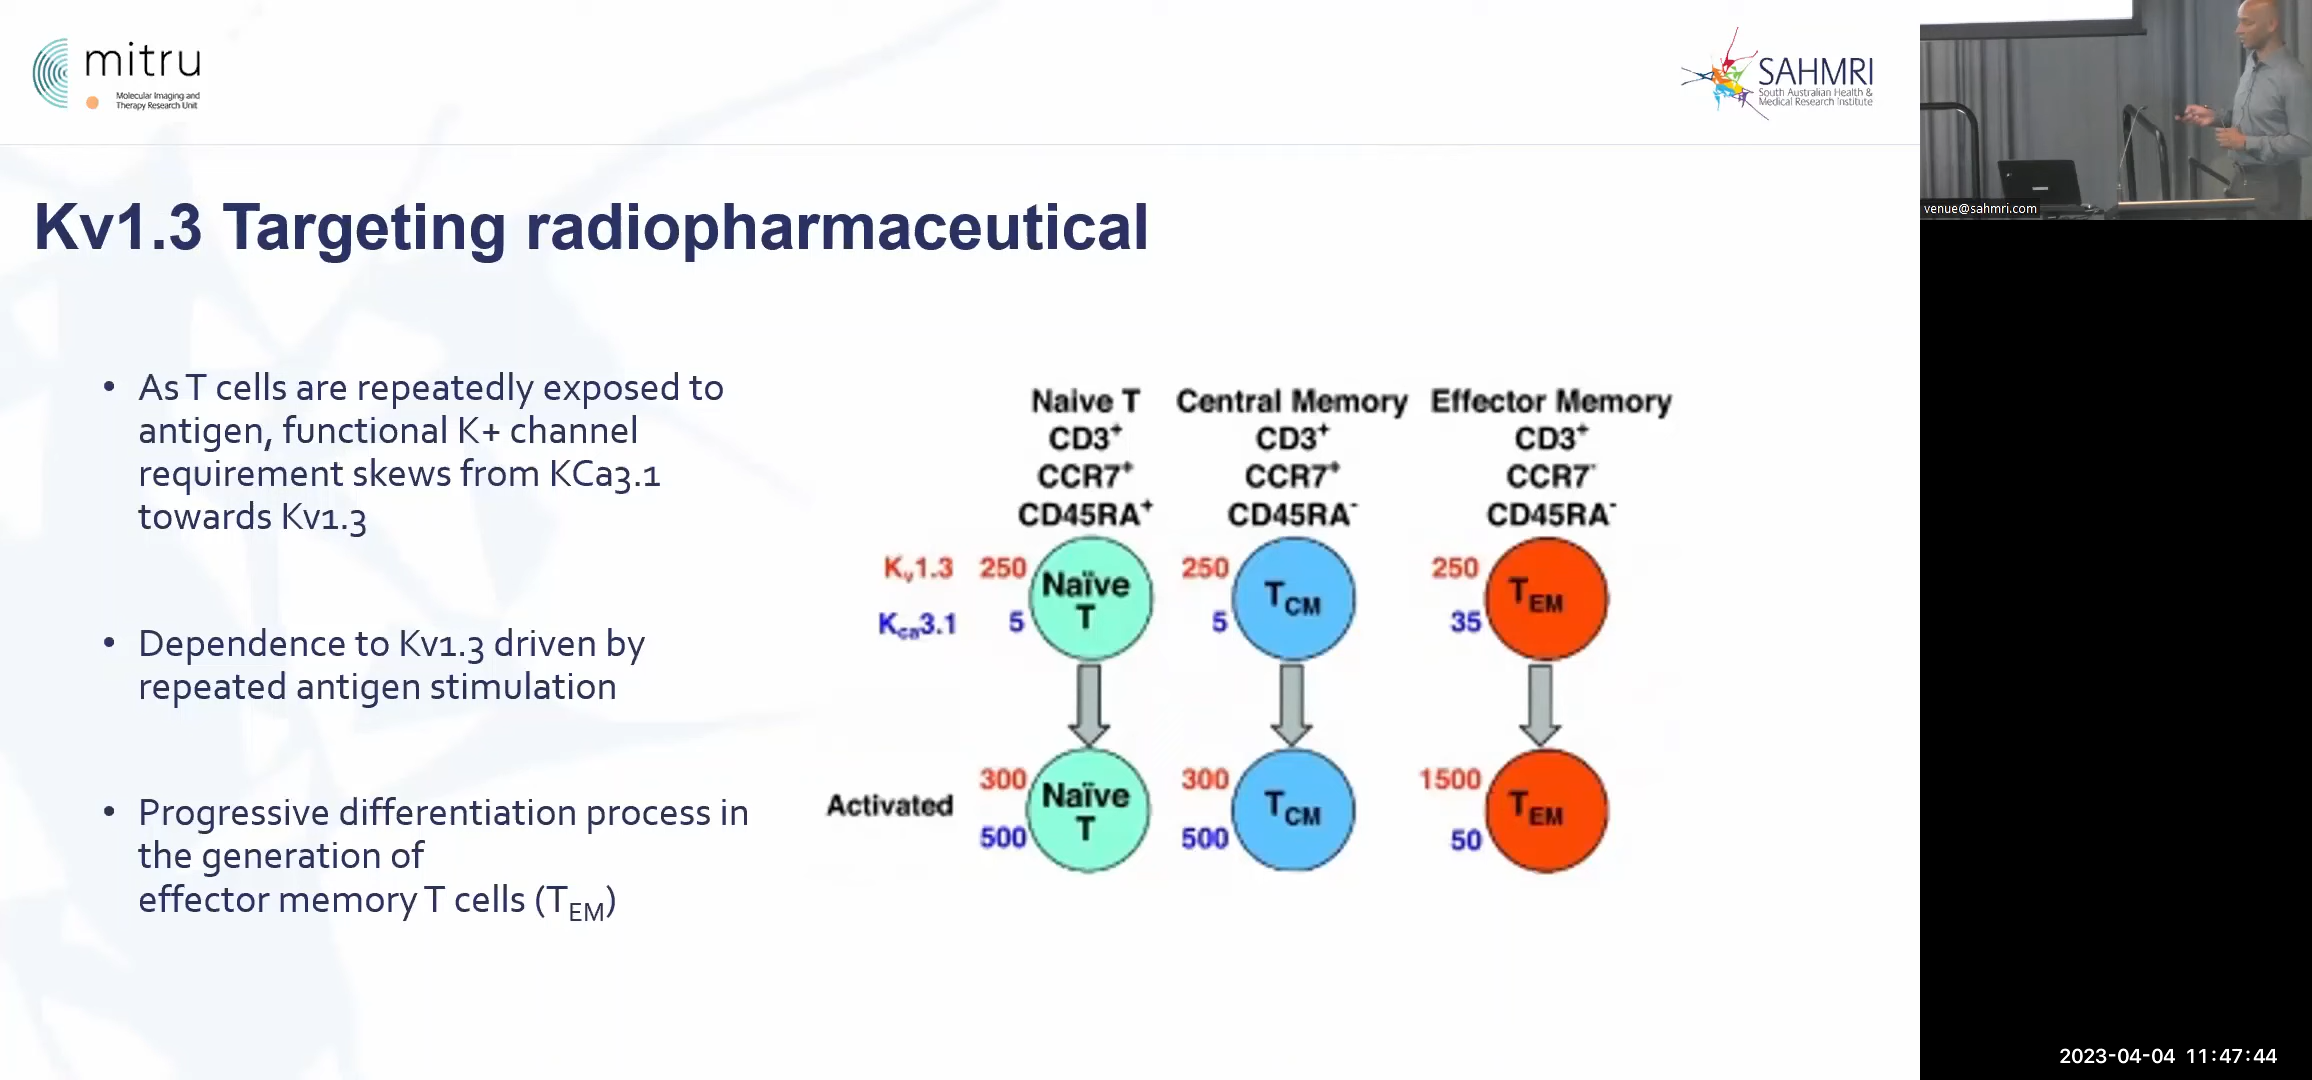 mitru
Molecular Imaging and
Therapy Research Unit
SAHMRI
South Australian Health &
Medical Research Institute
venue@sahmri.com
Kv1.3 Targeting radiopharmaceutical
• As T cells are repeatedly exposed to
antigen, functional K+ channel
requirement skews from KCa3.1
towards Kv1.3
• Dependence to Kv1.3 driven by
repeated antigen stimulation
• Progressive differentiation process in
the generation of
effector memory T cells (TEM)
Naive T Central Memory Effector Memory
CD3+ CD3+ CD3+
CCR7+ CCR7+ CCR7-
CD45RA+ CD45RA- CD45RA-
Kv1.3 250 250 250
Naïve T TCM TEM
Kca3.1 5 5 35
300 300 1500
Activated Naïve T TCM TEM
500 500 50
2023-04-04 11:47:44